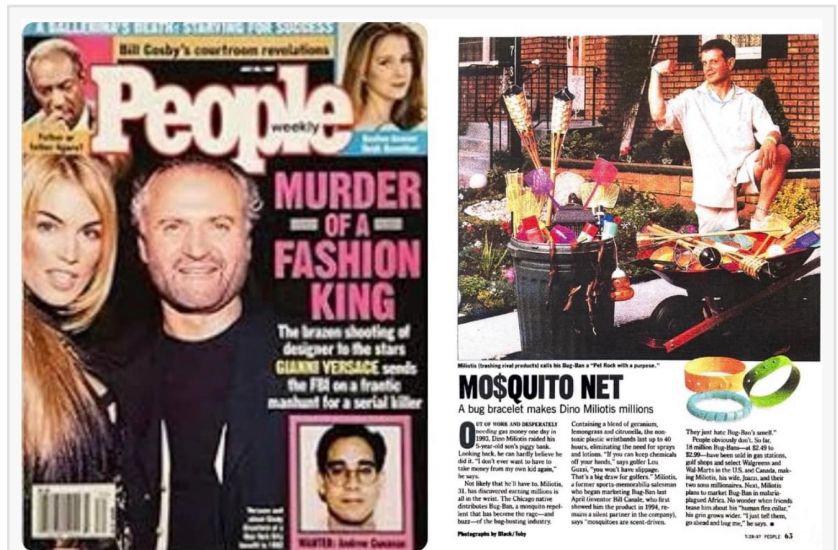 A BALLERINA'S DEATH: STARVING FOR SUCCESS
Bill Cosby's courtroom revelations
People
weekly
Father or
father figure?
MURDER
OF A
FASHION
KING
The brazen shooting of
designer to the stars
GIANNI VERSACE sends
the FBI on a frantic
manhunt for a serial killer
WANTED: Andrew Cunanan
Miliotis (trashing rival products) calls his Bug-Ban a "Pet Rock with a purpose."
MO$QUITO NET
A bug bracelet makes Dino Miliotis millions
OUT OF WORK AND DESPERATELY
needing gas money one day in
1993, Dino Miliotis raided his
5-year-old son's piggy bank.
Looking back, he can hardly believe he
did it. "I don't ever want to have to
take money from my own kid again,"
he says.
Not likely that he'll have to. Miliotis,
31, has discovered earning millions is
all in the wrist. The Chicago native
distributes Bug-Ban, a mosquito repel-
lent that has become the rage—and
buzz—of the bug-busting industry.
Photographs by Black/Toby
Containing a blend of geranium,
lemongrass and citronella, the non-
toxic plastic wristbands last up to 40
hours, eliminating the need for sprays
and lotions. "If you can keep chemicals
off your hands," says golfer Lou
Guzzi, "you won't have slippage.
That's a big draw for golfers." Miliotis,
a former sports-memorabilia salesman
who began marketing Bug-Ban last
April (inventor Bill Casale, who first
showed him the product in 1994, re-
mains a silent partner in the company),
says "mosquitoes are scent-driven.
They just hate Bug-Ban's smell."
People obviously don't. So far,
18 million Bug-Bans—at $2.49 to
$2.99—have been sold in gas stations,
golf shops and select Walgreens and
Wal-Marts in the U.S. and Canada, mak-
ing Miliotis, his wife, and their
two sons millionaires. Next, Miliotis
plans to market Bug-Ban in malaria-
plagued Africa. No wonder when friends
tease him about his "human flea collar,"
his grin grows wider. "I just tell them,
go ahead and bug me," he says.
7/28/97 PEOPLE 65